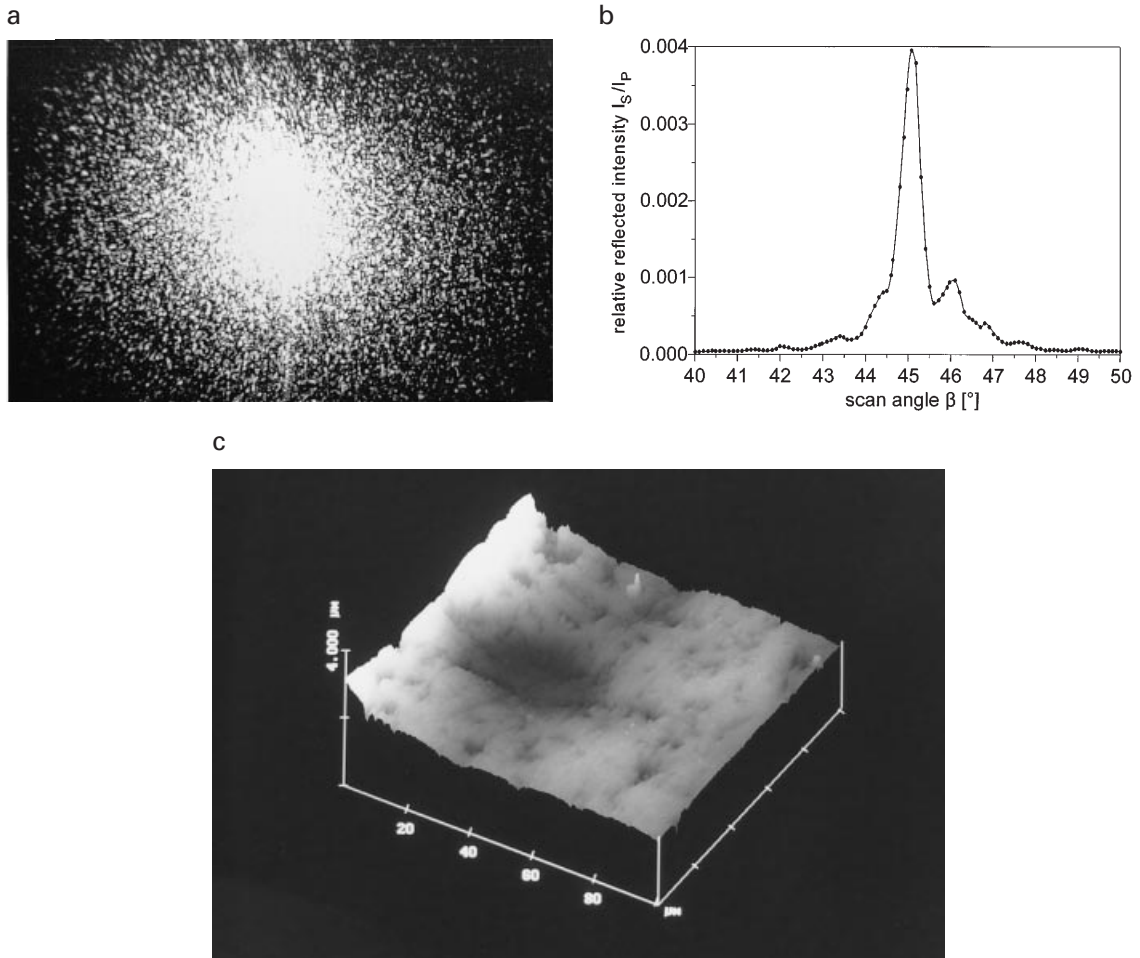 a
b
relative reflected intensity I_S/I_P
0.004
0.003
0.002
0.001
0.000
40 41 42 43 44 45 46 47 48 49 50
scan angle β [°]
c
4.000 µM
20
40
60
80
µM